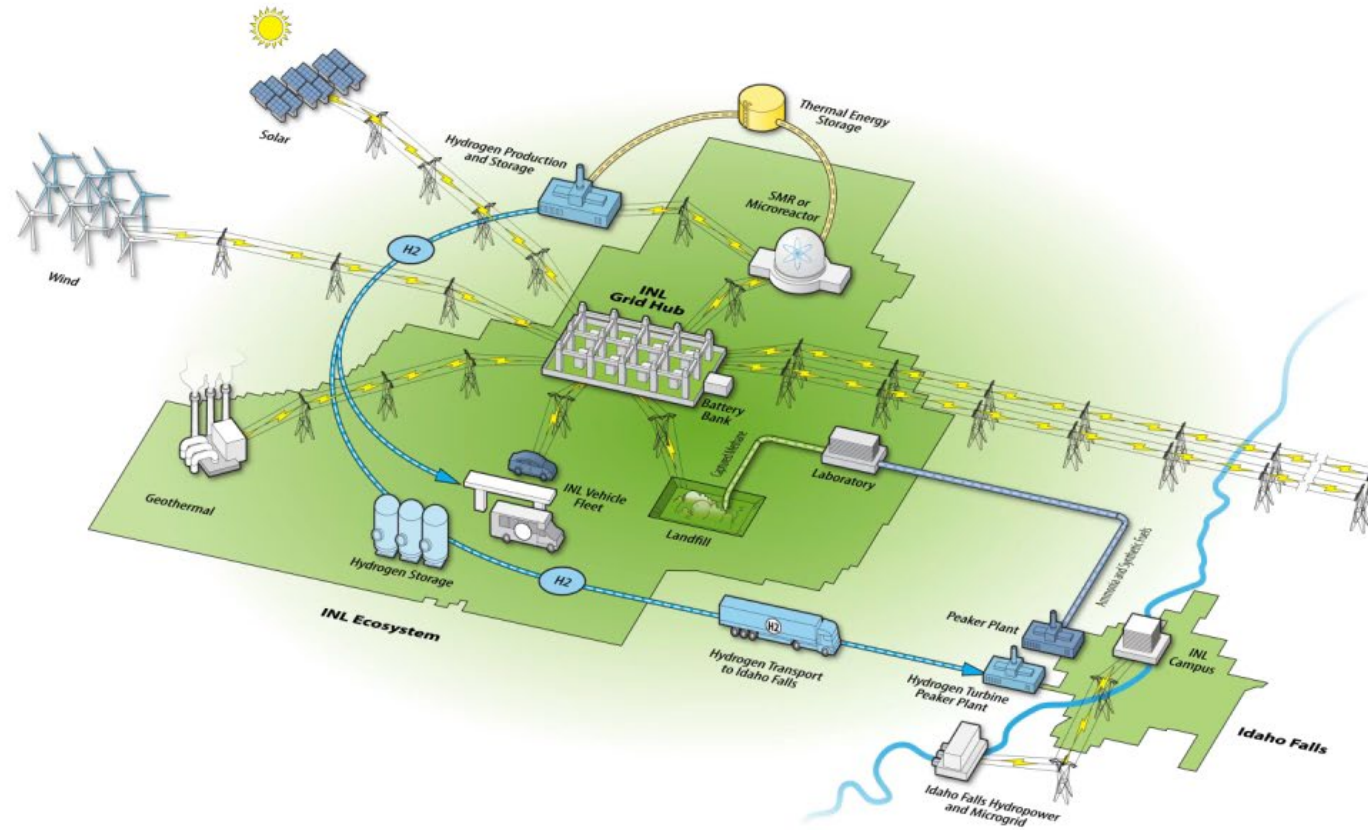 Solar
Thermal Energy
Storage
Hydrogen Production
and Storage
Wind
H2
SMR or
Microreactor
INL
Grid Hub
Battery
Bank
Geothermal
INL Vehicle
Fleet
Captured Methane
Laboratory
Landfill
Hydrogen Storage
H2
INL Ecosystem
H2
Hydrogen Transport
to Idaho Falls
Ammonia and Synthetic Fuels
Peaker Plant
INL
Campus
Hydrogen Turbine
Peaker Plant
Idaho Falls
Idaho Falls Hydropower
and Microgrid